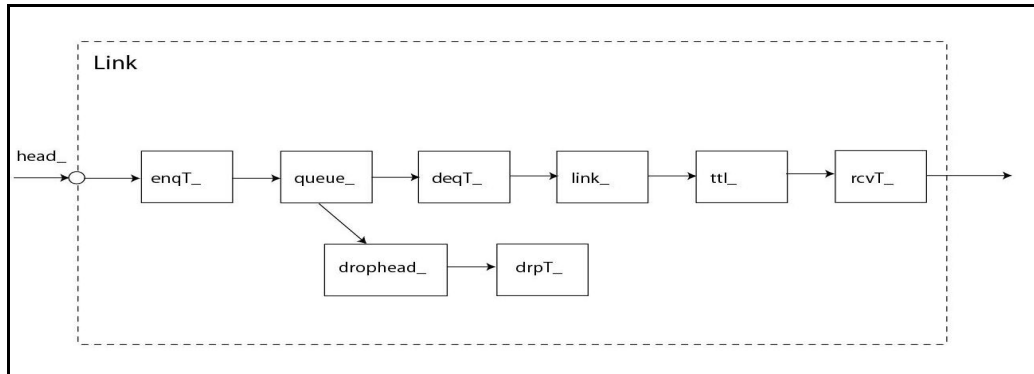 Link
head_
enqT_
queue_
deqT_
link_
ttl_
rcvT_
drophead_
drpT_